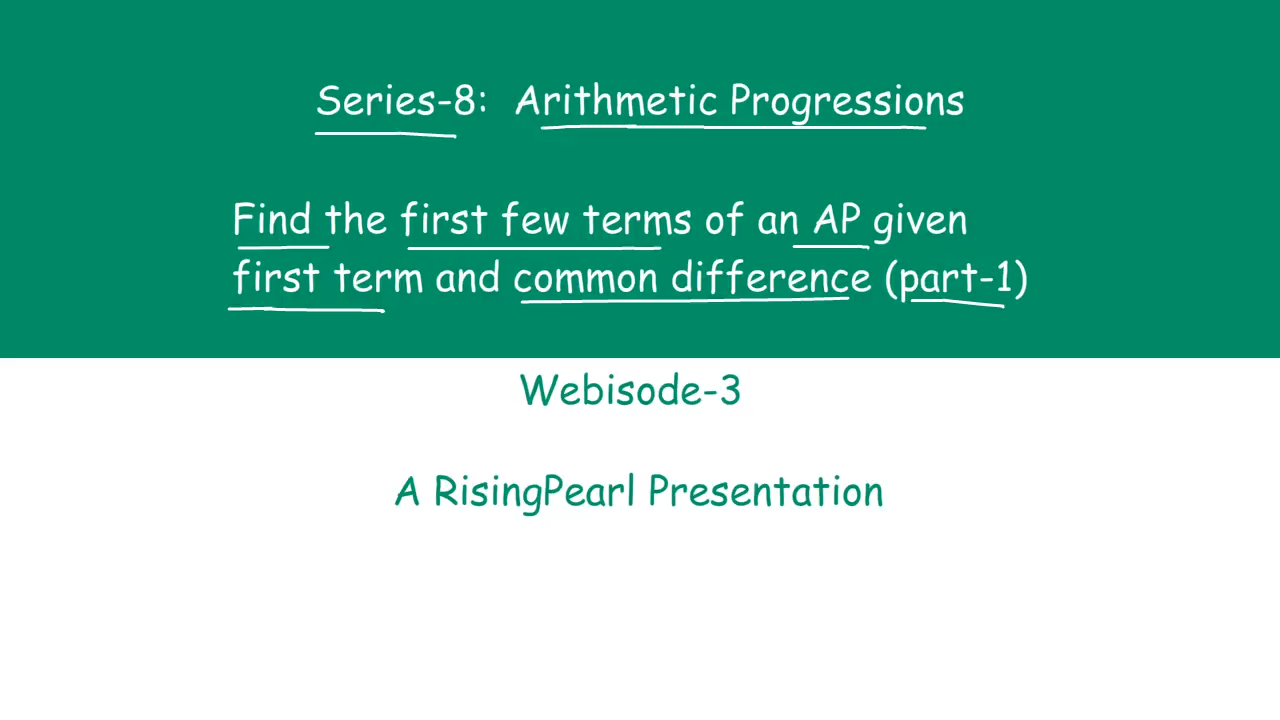 Series-8: Arithmetic Progressions
Find the first few terms of an AP given
first term and common difference (part-1)
Webisode-3
A RisingPearl Presentation